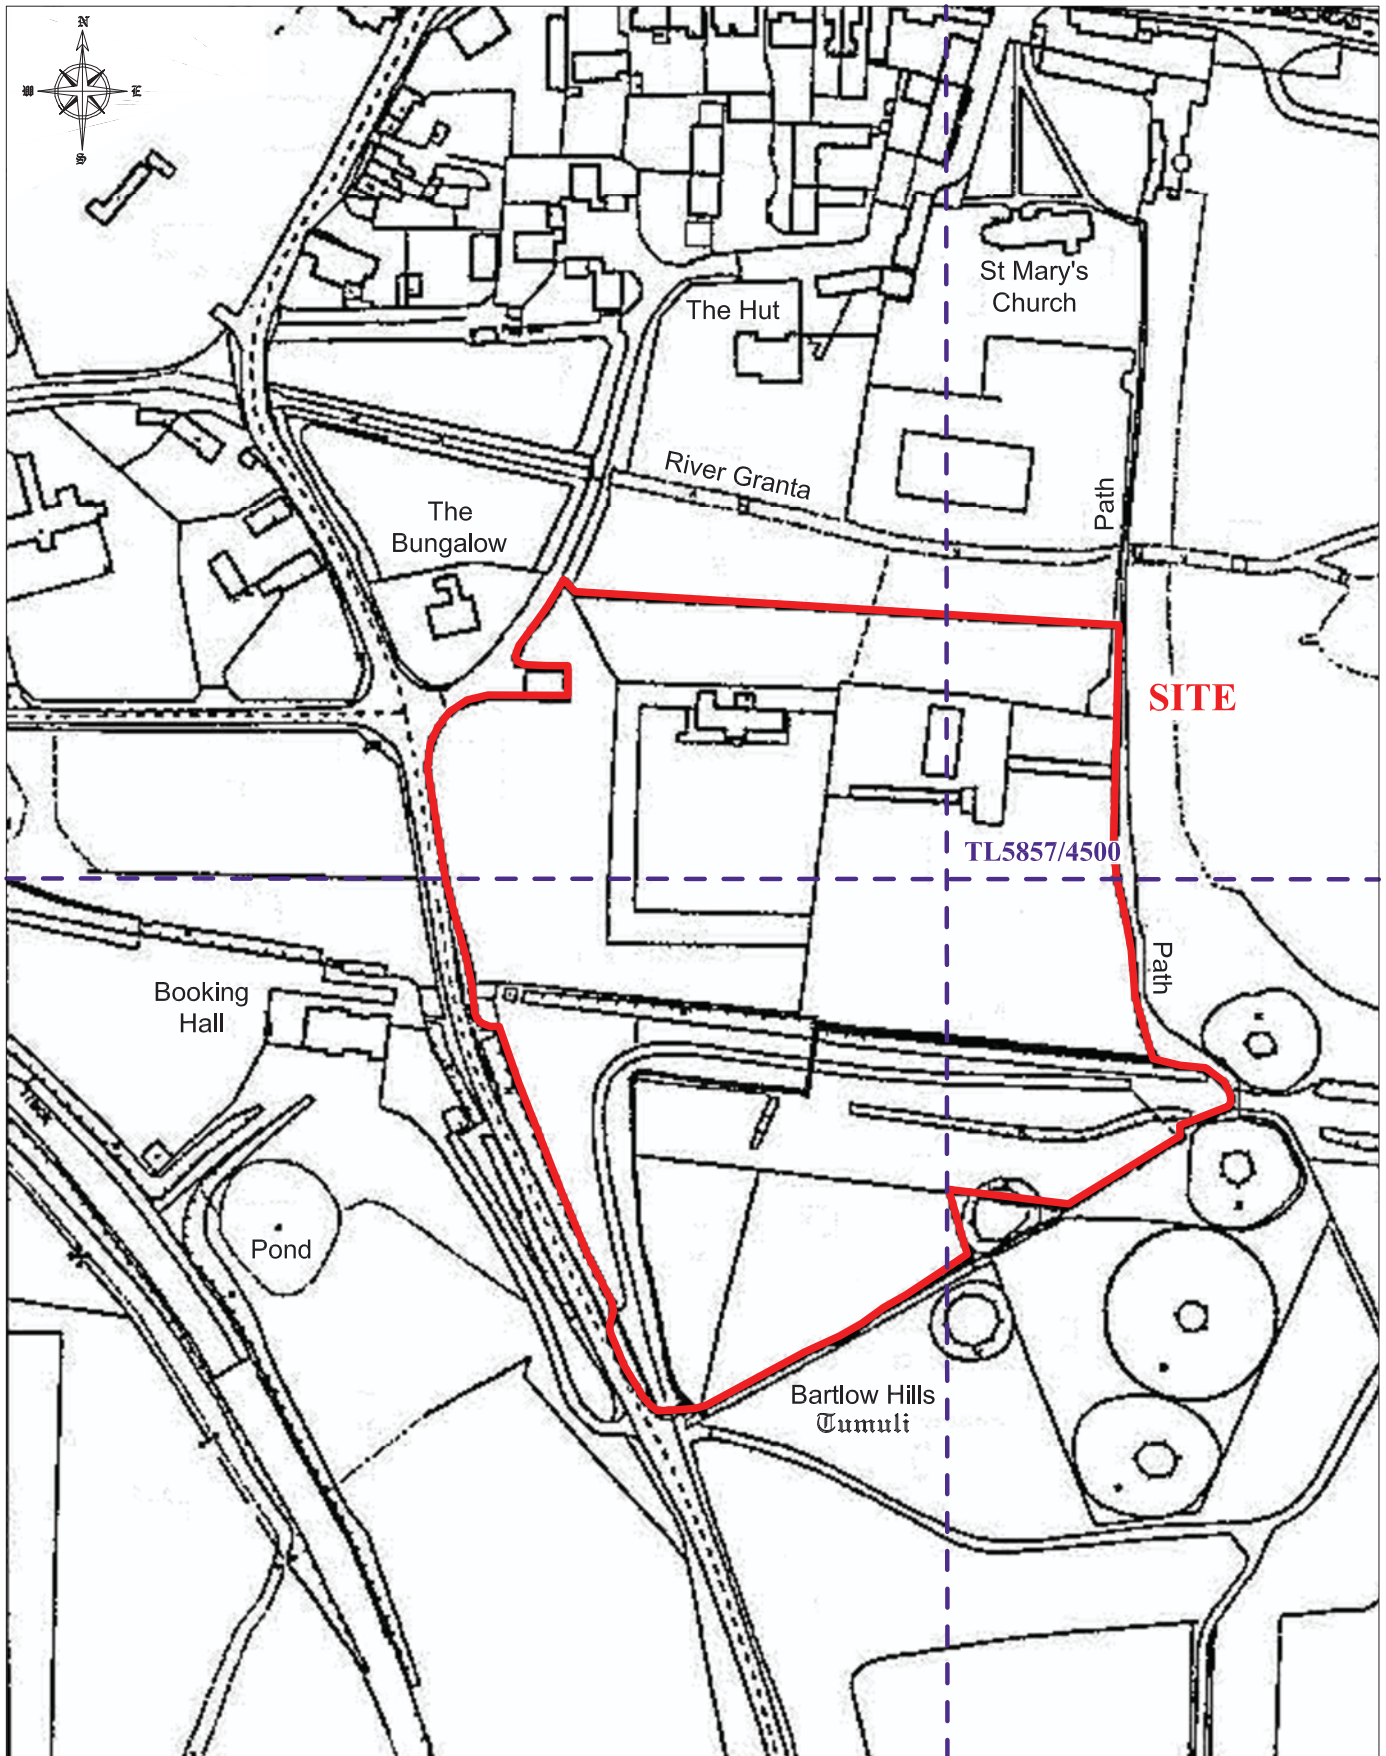 N
W
E
S
St Mary's
Church
The Hut
River Granta
Path
The
Bungalow
SITE
TL5857/4500
Path
Booking
Hall
Track
Pond
Bartlow Hills
Tumuli